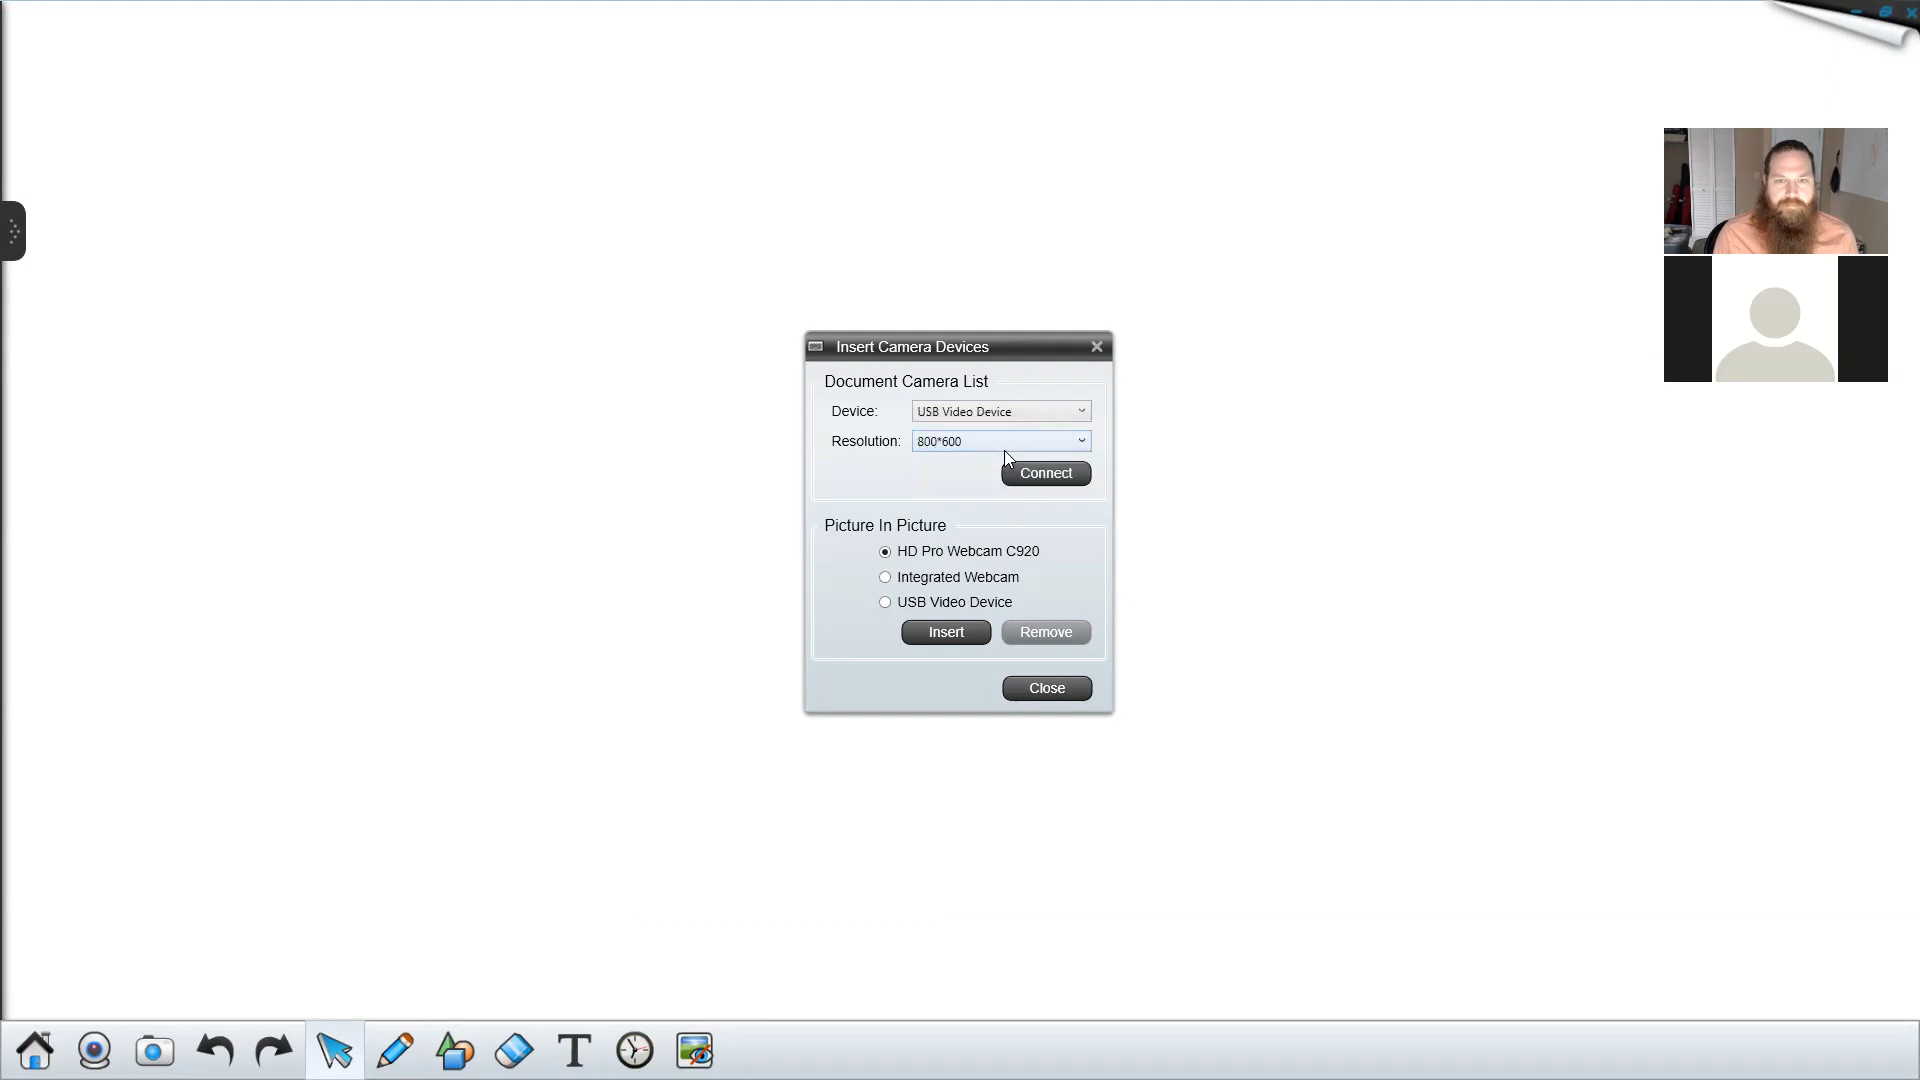 Insert Camera Devices
Document Camera List
Device: USB Video Device
Resolution: 800*600
Connect
Picture In Picture
HD Pro Webcam C920
Integrated Webcam
USB Video Device
Insert Remove
Close
T